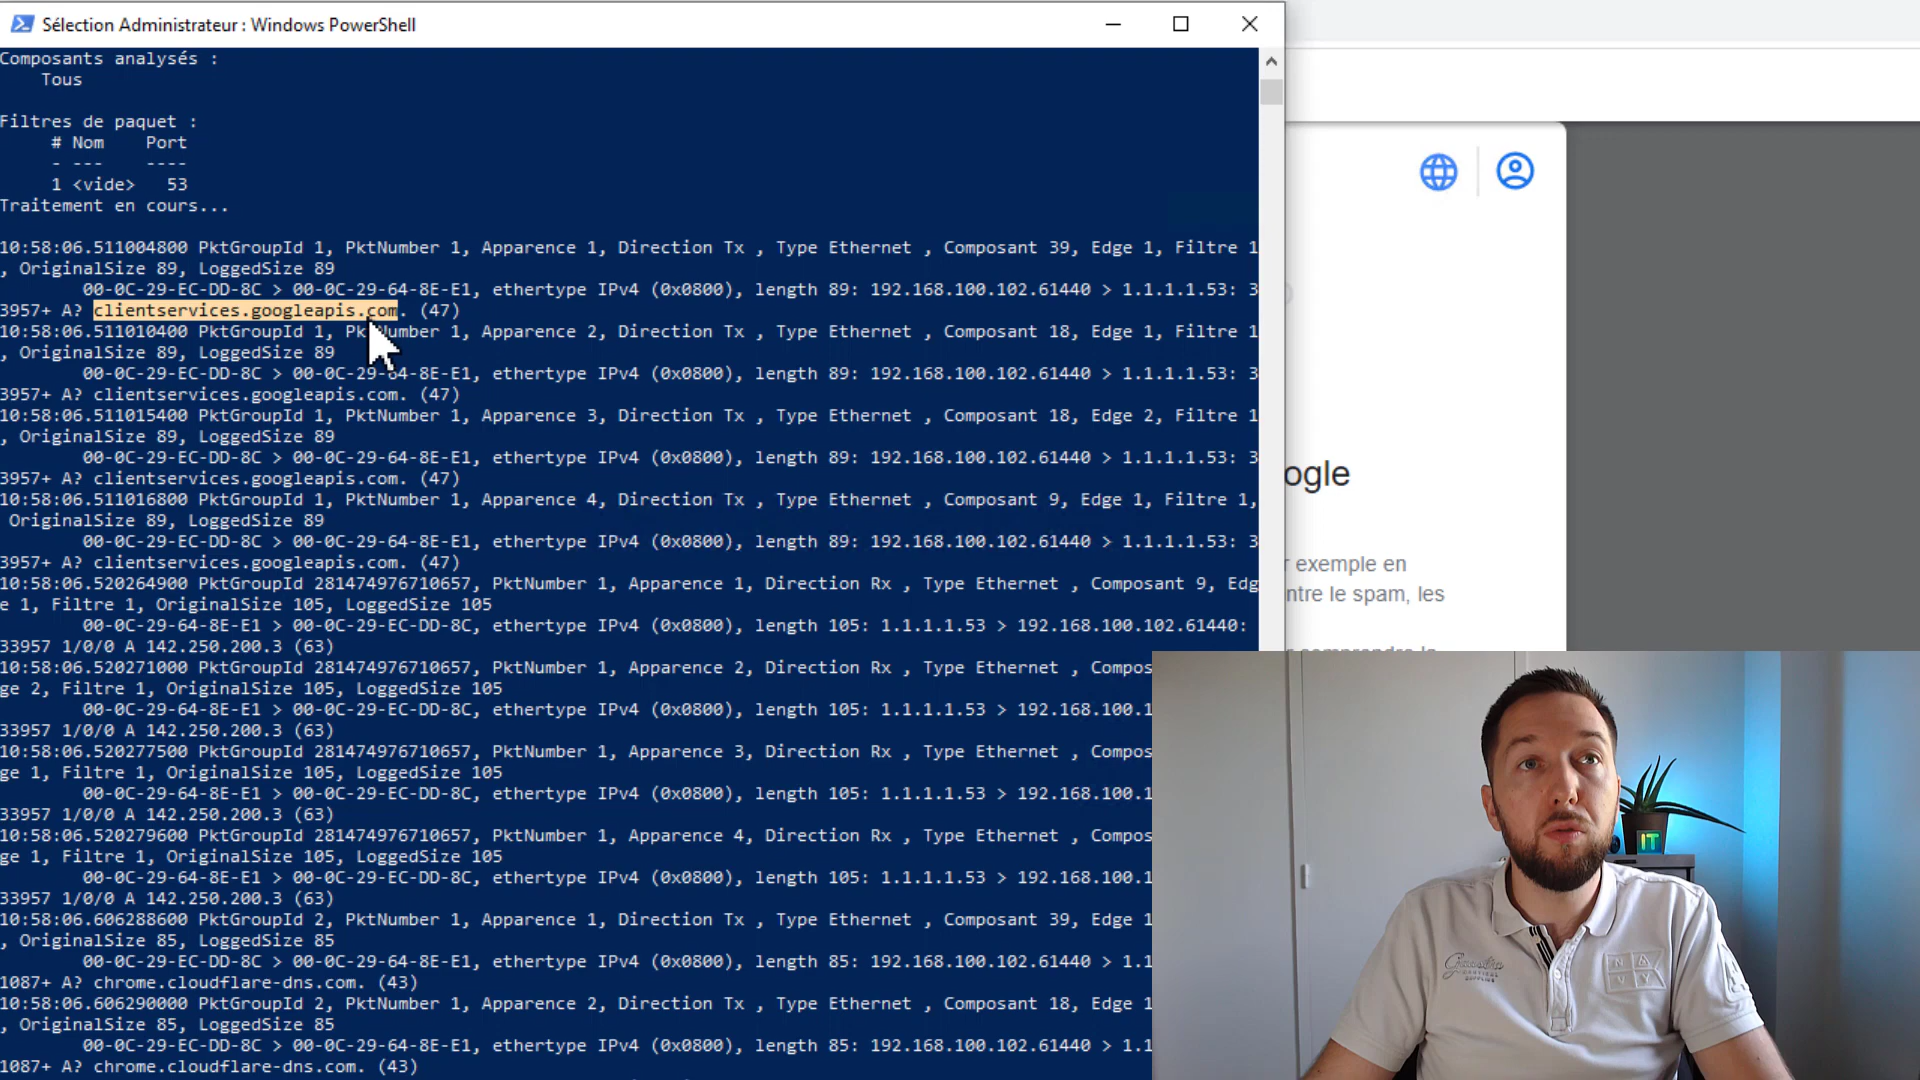 Sélection Administrateur : Windows PowerShell
Composants analysés :
Tous
Filtres de paquet :
# Nom Port
- --- ----
1 <vide> 53
Traitement en cours...
10:58:06.511004800 PktGroupId 1, PktNumber 1, Apparence 1, Direction Tx , Type Ethernet , Composant 39, Edge 1, Filtre 1
, OriginalSize 89, LoggedSize 89
00-0C-29-EC-DD-8C > 00-0C-29-64-8E-E1, ethertype IPv4 (0x0800), length 89: 192.168.100.102.61440 > 1.1.1.1.53: 3
3957+ A? clientservices.googleapis.com. (47)
10:58:06.511010400 PktGroupId 1, PktNumber 1, Apparence 2, Direction Tx , Type Ethernet , Composant 18, Edge 1, Filtre 1
, OriginalSize 89, LoggedSize 89
00-0C-29-EC-DD-8C > 00-0C-29-64-8E-E1, ethertype IPv4 (0x0800), length 89: 192.168.100.102.61440 > 1.1.1.1.53: 3
3957+ A? clientservices.googleapis.com. (47)
10:58:06.511015400 PktGroupId 1, PktNumber 1, Apparence 3, Direction Tx , Type Ethernet , Composant 18, Edge 2, Filtre 1
, OriginalSize 89, LoggedSize 89
00-0C-29-EC-DD-8C > 00-0C-29-64-8E-E1, ethertype IPv4 (0x0800), length 89: 192.168.100.102.61440 > 1.1.1.1.53: 3
3957+ A? clientservices.googleapis.com. (47)
10:58:06.511016800 PktGroupId 1, PktNumber 1, Apparence 4, Direction Tx , Type Ethernet , Composant 9, Edge 1, Filtre 1,
OriginalSize 89, LoggedSize 89
00-0C-29-EC-DD-8C > 00-0C-29-64-8E-E1, ethertype IPv4 (0x0800), length 89: 192.168.100.102.61440 > 1.1.1.1.53: 3
3957+ A? clientservices.googleapis.com. (47)
10:58:06.520264900 PktGroupId 281474976710657, PktNumber 1, Apparence 1, Direction Rx , Type Ethernet , Composant 9, Edg
e 1, Filtre 1, OriginalSize 105, LoggedSize 105
00-0C-29-64-8E-E1 > 00-0C-29-EC-DD-8C, ethertype IPv4 (0x0800), length 105: 1.1.1.1.53 > 192.168.100.102.61440:
33957 1/0/0 A 142.250.200.3 (63)
10:58:06.520271000 PktGroupId 281474976710657, PktNumber 1, Apparence 2, Direction Rx , Type Ethernet , Compos
ge 2, Filtre 1, OriginalSize 105, LoggedSize 105
00-0C-29-64-8E-E1 > 00-0C-29-EC-DD-8C, ethertype IPv4 (0x0800), length 105: 1.1.1.1.53 > 192.168.100.1
33957 1/0/0 A 142.250.200.3 (63)
10:58:06.520277500 PktGroupId 281474976710657, PktNumber 1, Apparence 3, Direction Rx , Type Ethernet , Compos
ge 1, Filtre 1, OriginalSize 105, LoggedSize 105
00-0C-29-64-8E-E1 > 00-0C-29-EC-DD-8C, ethertype IPv4 (0x0800), length 105: 1.1.1.1.53 > 192.168.100.1
33957 1/0/0 A 142.250.200.3 (63)
10:58:06.520279600 PktGroupId 281474976710657, PktNumber 1, Apparence 4, Direction Rx , Type Ethernet , Compos
ge 1, Filtre 1, OriginalSize 105, LoggedSize 105
00-0C-29-64-8E-E1 > 00-0C-29-EC-DD-8C, ethertype IPv4 (0x0800), length 105: 1.1.1.1.53 > 192.168.100.1
33957 1/0/0 A 142.250.200.3 (63)
10:58:06.606288600 PktGroupId 2, PktNumber 1, Apparence 1, Direction Tx , Type Ethernet , Composant 39, Edge 1
, OriginalSize 85, LoggedSize 85
00-0C-29-EC-DD-8C > 00-0C-29-64-8E-E1, ethertype IPv4 (0x0800), length 85: 192.168.100.102.61440 > 1.1
1087+ A? chrome.cloudflare-dns.com. (43)
10:58:06.606290000 PktGroupId 2, PktNumber 1, Apparence 2, Direction Tx , Type Ethernet , Composant 18, Edge 1
, OriginalSize 85, LoggedSize 85
00-0C-29-EC-DD-8C > 00-0C-29-64-8E-E1, ethertype IPv4 (0x0800), length 85: 192.168.100.102.61440 > 1.1
1087+ A? chrome.cloudflare-dns.com. (43)
ogle
r exemple en
ntre le spam, les
IT